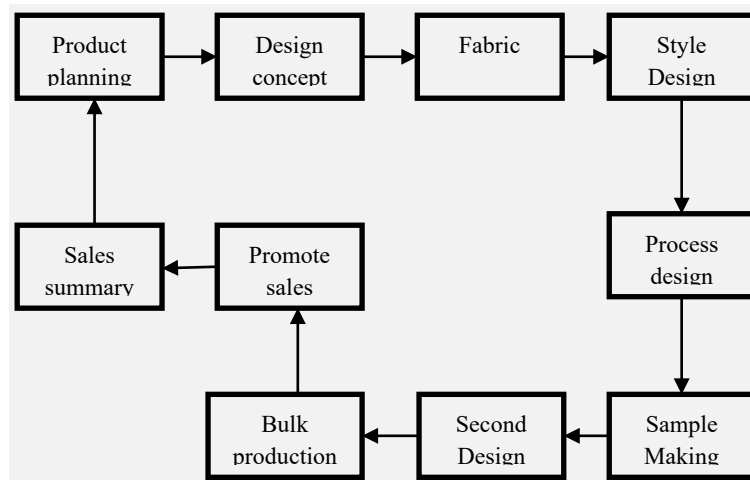 Product
planning
Design
concept
Fabric
Style
Design
Process
design
Sample
Making
Second
Design
Bulk
production
Promote
sales
Sales
summary